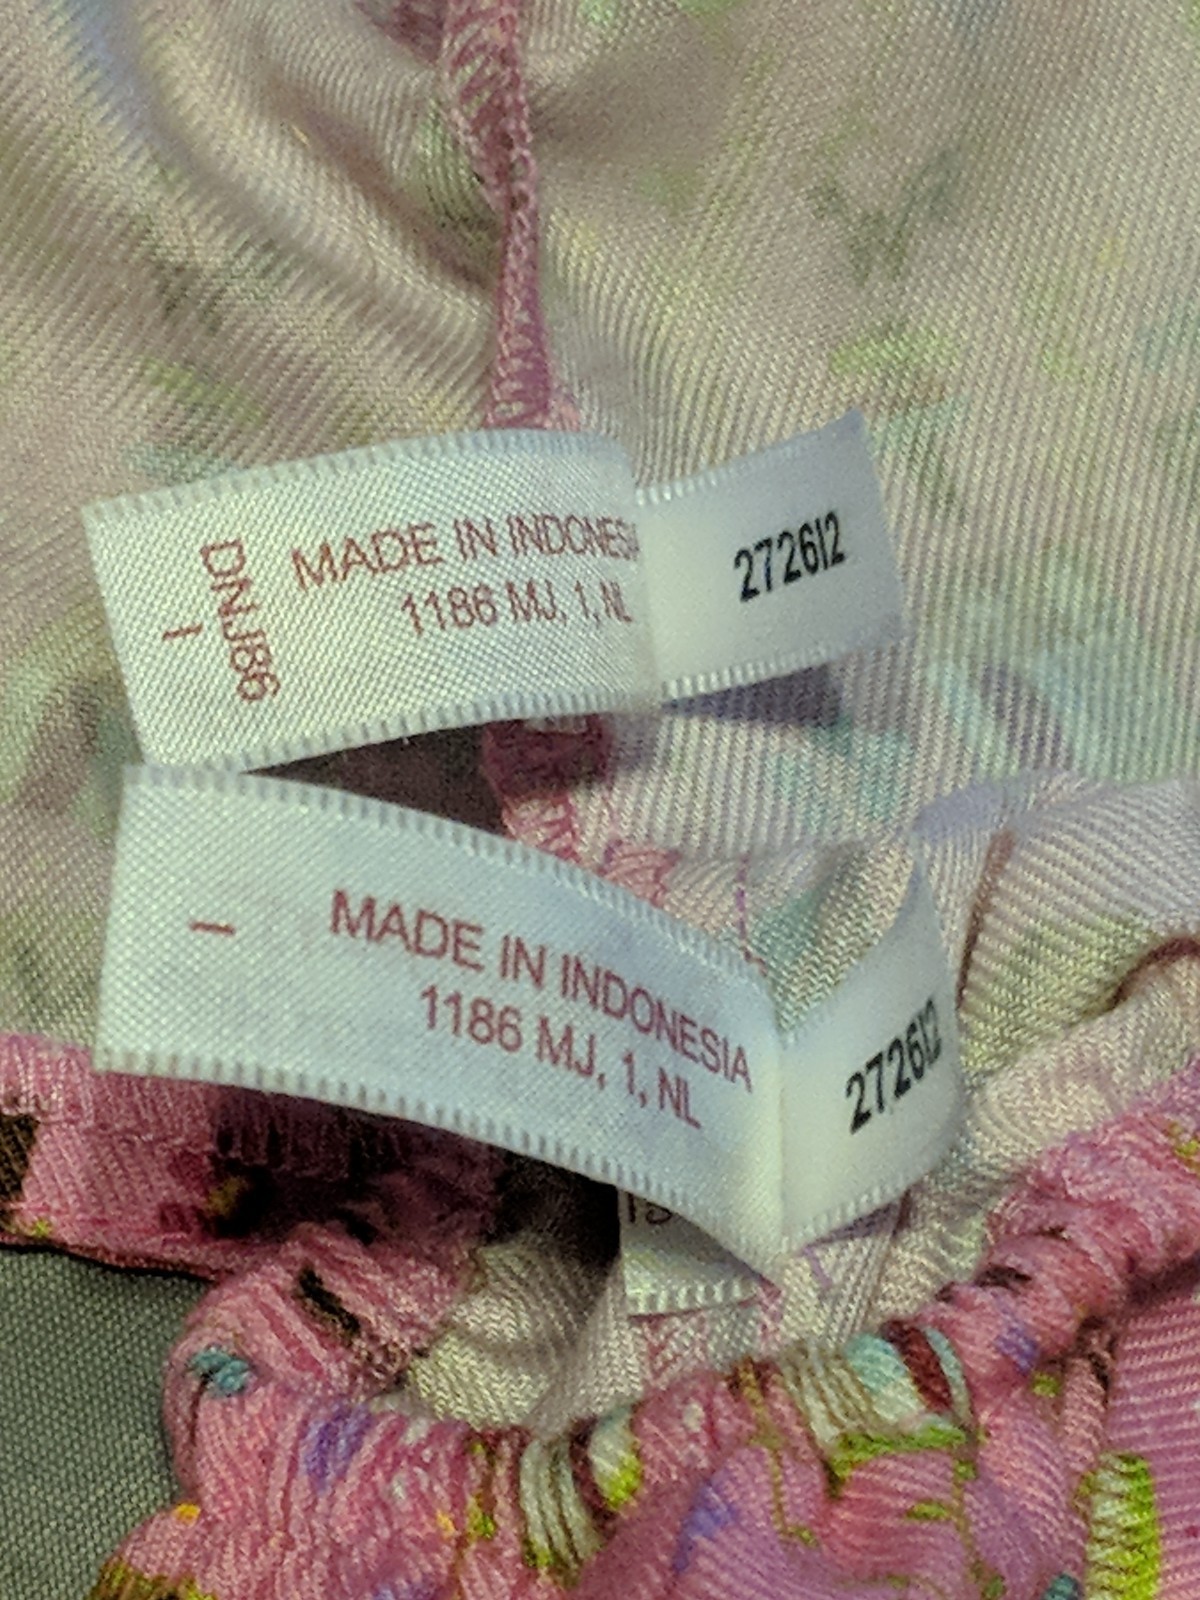 MADE IN INDONESIA
1186 MJ, 1, NL
DNJ86
I
272612
I
MADE IN INDONESIA
1186 MJ, 1, NL
272612